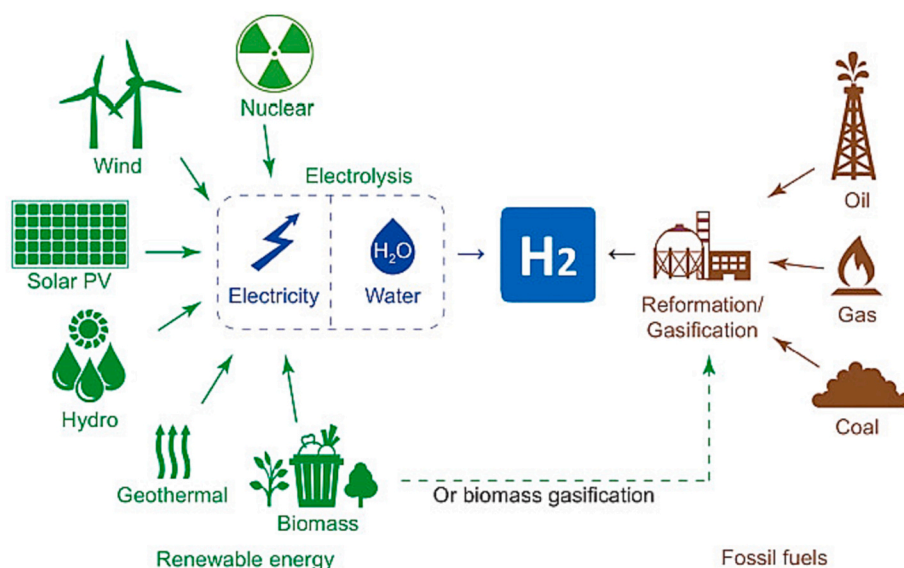 Nuclear
Wind
Electrolysis
Oil
H₂O
H₂
Solar PV
Electricity
Water
Reformation/
Gasification
Gas
Hydro
Coal
Geothermal
Or biomass gasification
Biomass
Renewable energy
Fossil fuels